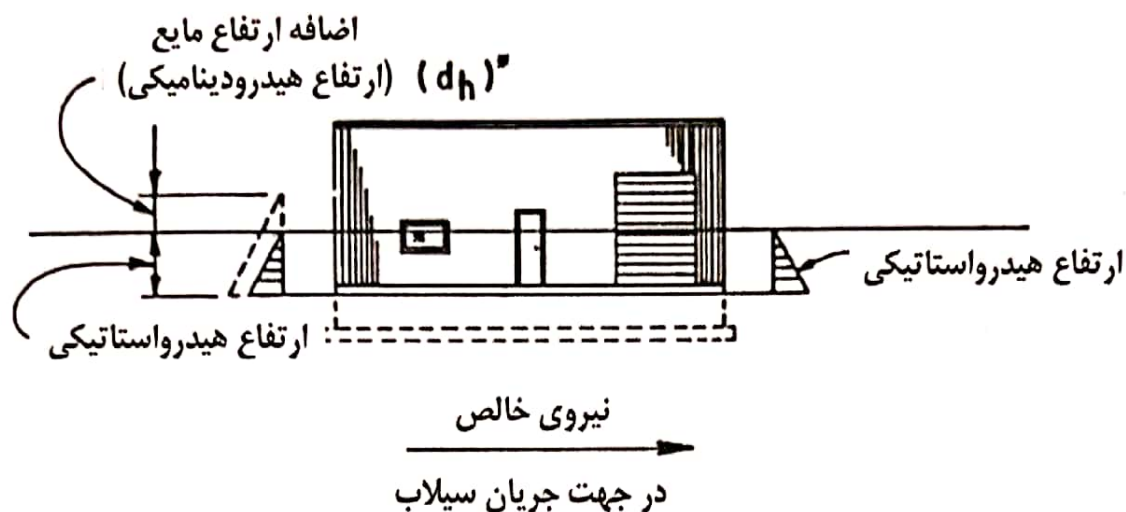 اضافه ارتفاع مایع
(ارتفاع هیدرودینامیکی) (dh)*
ارتفاع هیدرواستاتیکی
ارتفاع هیدرواستاتیکی
نیروی خالص
در جهت جریان سیلاب